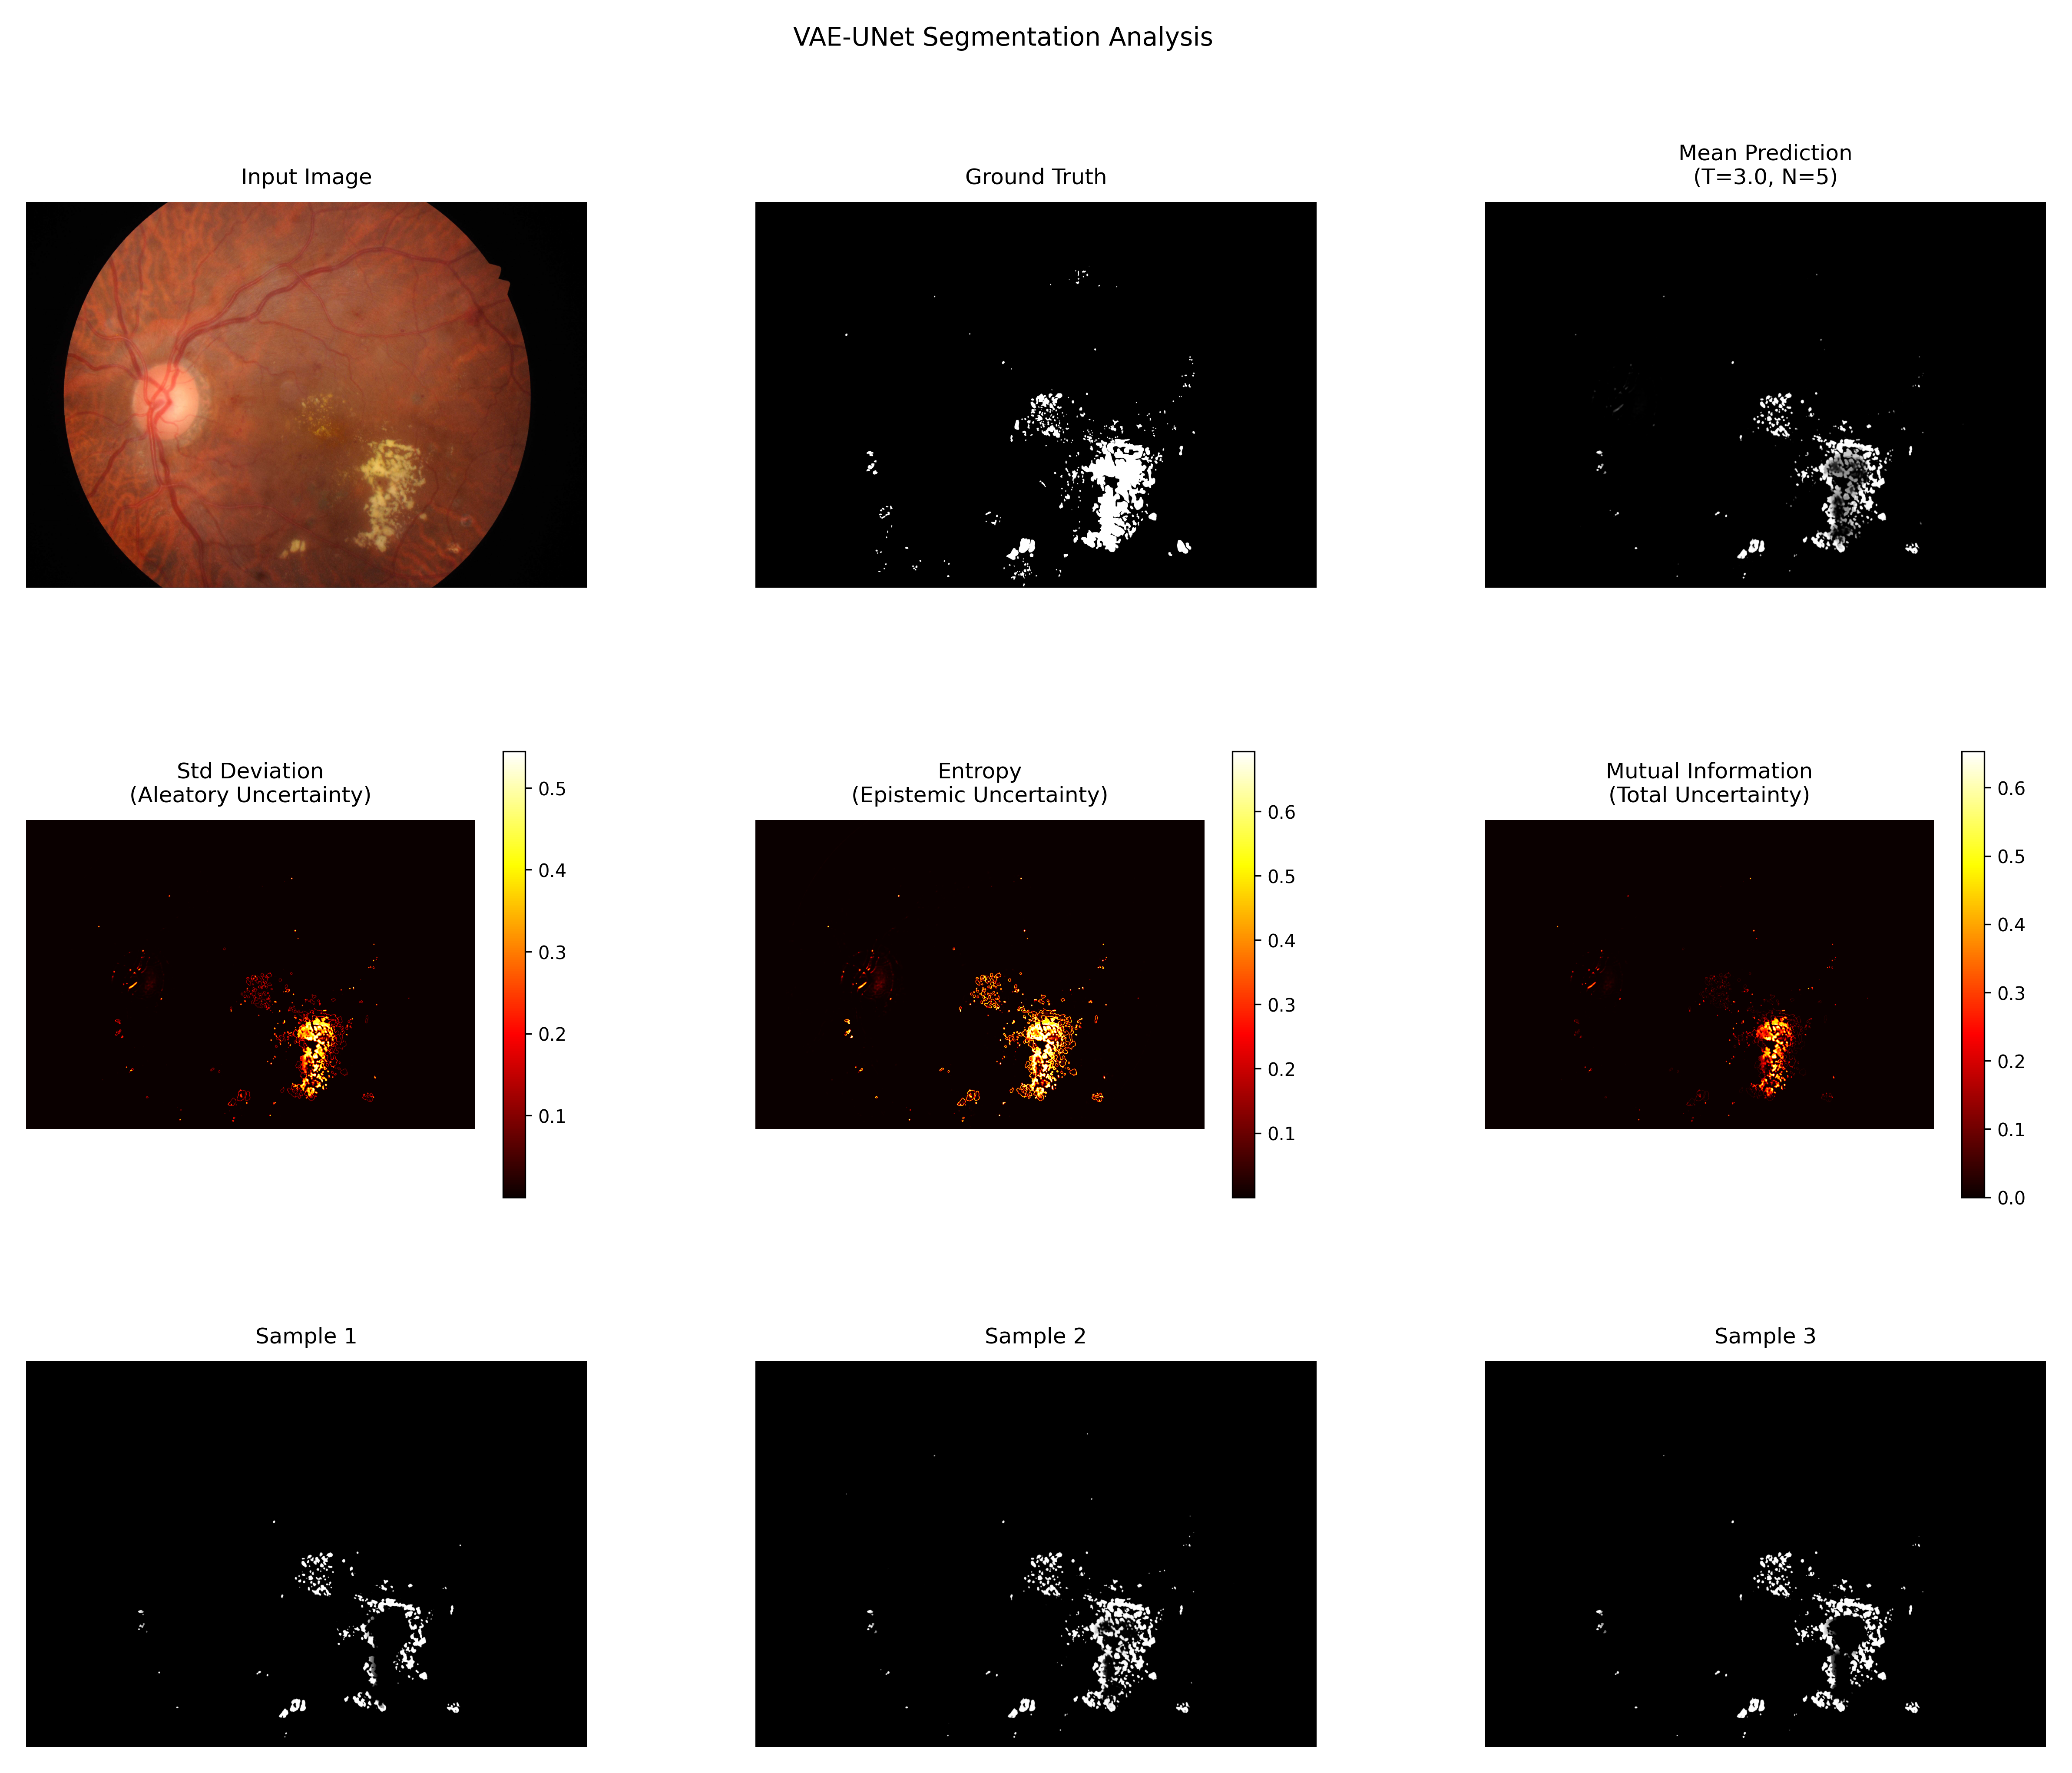 VAE-UNet Segmentation Analysis
Input Image
Ground Truth
Mean Prediction
(T=3.0, N=5)
Std Deviation
(Aleatory Uncertainty)
0.5
0.4
0.3
0.2
0.1
Entropy
(Epistemic Uncertainty)
0.6
0.5
0.4
0.3
0.2
0.1
Mutual Information
(Total Uncertainty)
0.6
0.5
0.4
0.3
0.2
0.1
0.0
Sample 1
Sample 2
Sample 3